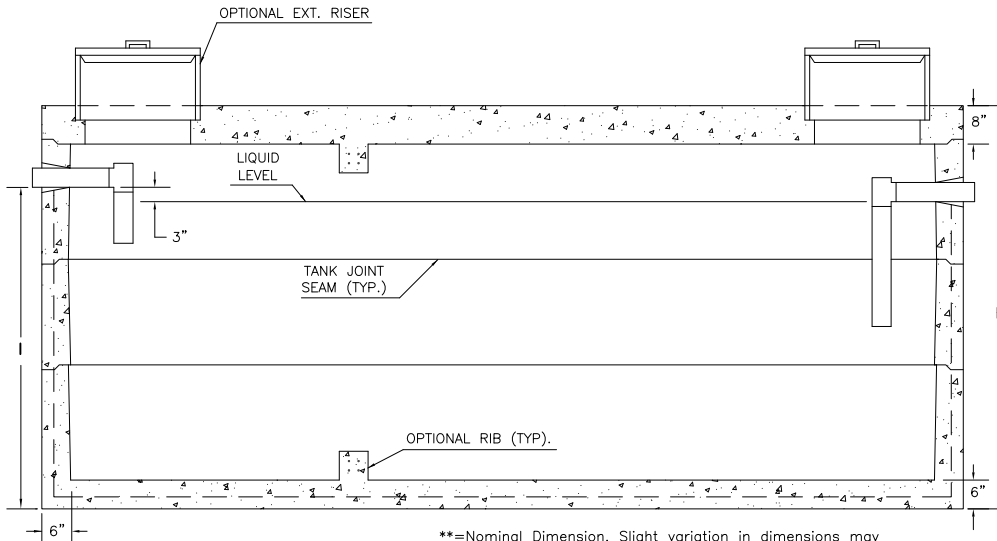 OPTIONAL EXT. RISER
8"
LIQUID
LEVEL
3"
TANK JOINT
SEAM (TYP.)
I
OPTIONAL RIB (TYP).
6"
6"
**=Nominal Dimension. Slight variation in dimensions may